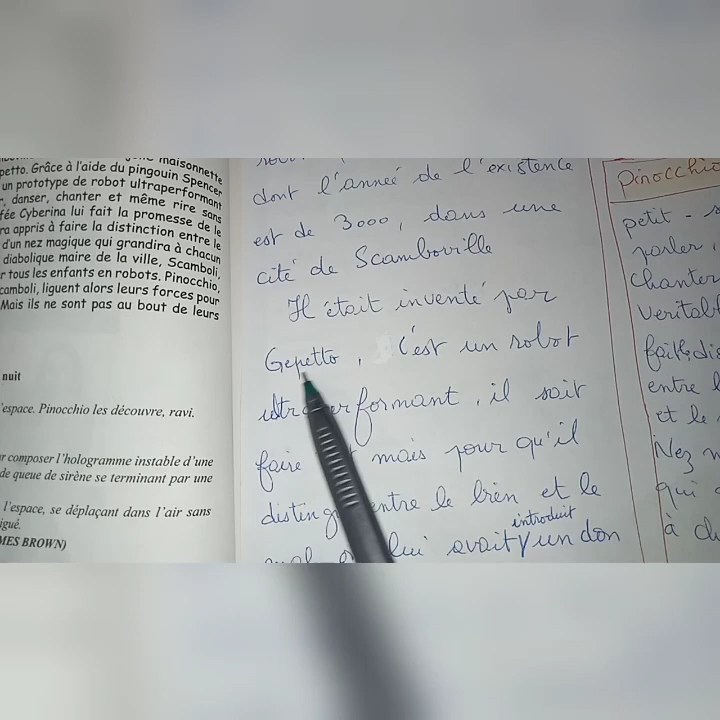 maisonnette
petto. Grâce à l'aide du pingouin Spencer
un prototype de robot ultraperformant
r, danser, chanter et même rire sans
fée Cyberina lui fait la promesse de le
ra appris à faire la distinction entre le
d'un nez magique qui grandira à chacun
diabolique maire de la ville, Scamboli,
r tous les enfants en robots. Pinocchio,
camboli, liguent alors leurs forces pour
Mais ils ne sont pas au bout de leurs
nuit
'espace. Pinocchio les découvre, ravi.
ur composer l'hologramme instable d'une
de queue de sirène se terminant par une
l'espace, se déplaçant dans l'air sans
igué.
MES BROWN)
dont l'année de l'existence
est de 3000, dans une
cité de Scamboville
Il était inventé par
Gepetto, c'est un robot
formant, il sait
faire mais pour qu'il
entre le bien et le
introduit
lui avait un don
Pinocchio
petit - s
parler,
chanter
veritabl
entre l
et le
Nez m
qui
à ch